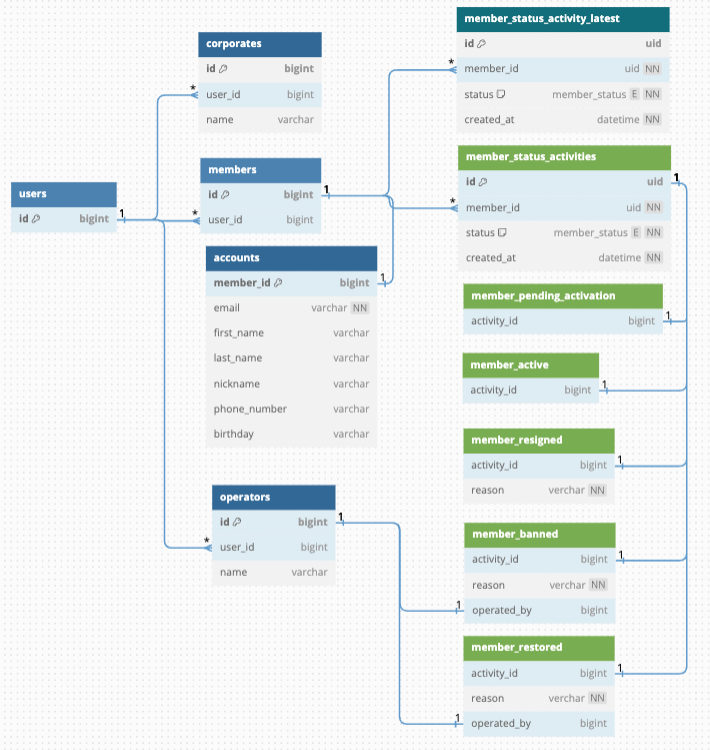 users
id bigint
1
corporates
id bigint
* user_id bigint
name varchar
members
id bigint 1
* user_id bigint
accounts
member_id bigint 1
email varchar NN
first_name varchar
last_name varchar
nickname varchar
phone_number varchar
birthday varchar
operators
id bigint 1
* user_id bigint
name varchar
member_status_activity_latest
id uid
* member_id uid NN
status member_status E NN
created_at datetime NN
member_status_activities
id uid 1
* member_id uid NN
status member_status E NN
created_at datetime NN
member_pending_activation
activity_id bigint 1
member_active
activity_id bigint 1
member_resigned
activity_id bigint 1
reason verchar NN
member_banned
activity_id bigint 1
reason verchar NN
1 operated_by bigint
member_restored
activity_id bigint 1
reason verchar NN
1 operated_by bigint